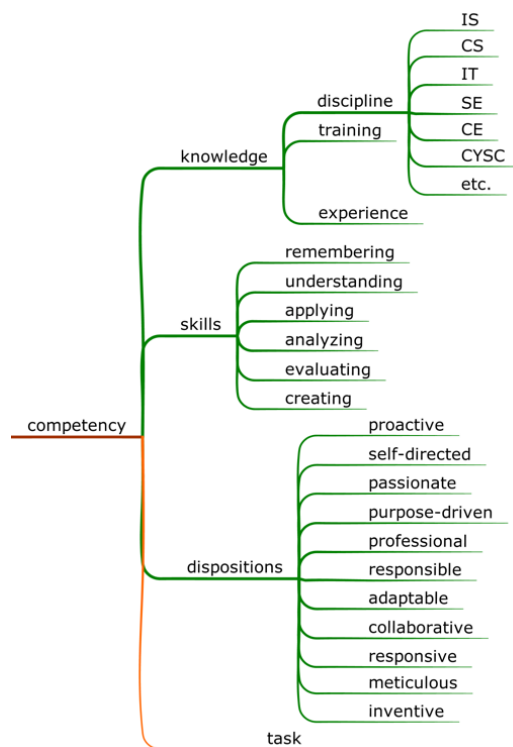 IS
CS
IT
discipline
SE
training
CE
knowledge
CYSC
etc.
experience
remembering
understanding
applying
skills
analyzing
evaluating
creating
competency
proactive
self-directed
passionate
purpose-driven
professional
dispositions
responsible
adaptable
collaborative
responsive
meticulous
inventive
task